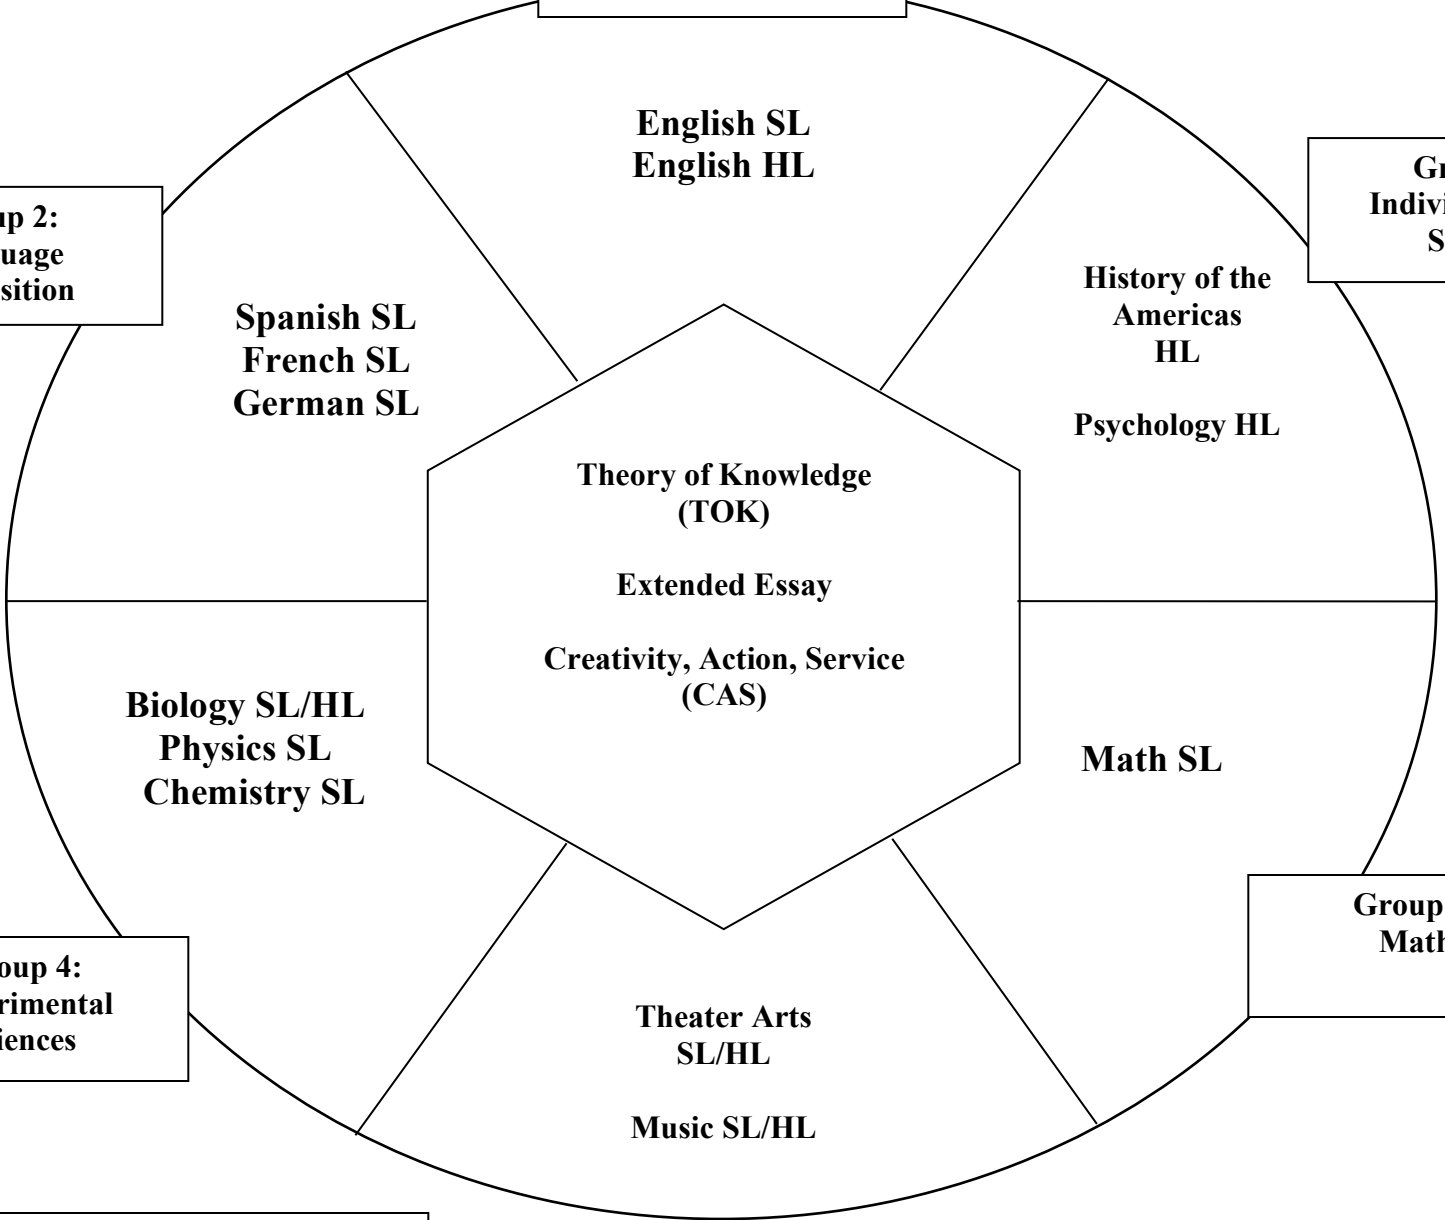 English SL
English HL
up 2:
uage
sition
Gr
Indivi
S
History of the
Americas
HL
Psychology HL
Spanish SL
French SL
German SL
Theory of Knowledge
(TOK)
Extended Essay
Creativity, Action, Service
(CAS)
Biology SL/HL
Physics SL
Chemistry SL
Math SL
Group
Math
oup 4:
rimental
iences
Theater Arts
SL/HL
Music SL/HL